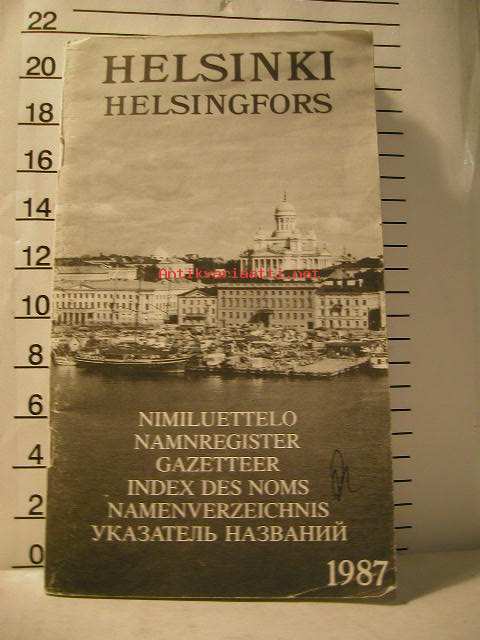 HELSINKI
HELSINGFORS
Antikvariaatti.net
NIMILUETTELO
NAMNREGISTER
GAZETTEER
INDEX DES NOMS
NAMENVERZEICHNIS
УКАЗАТЕЛЬ НАЗВАНИЙ
1987
22
20
18
16
14
12
10
8
6
4
2
0